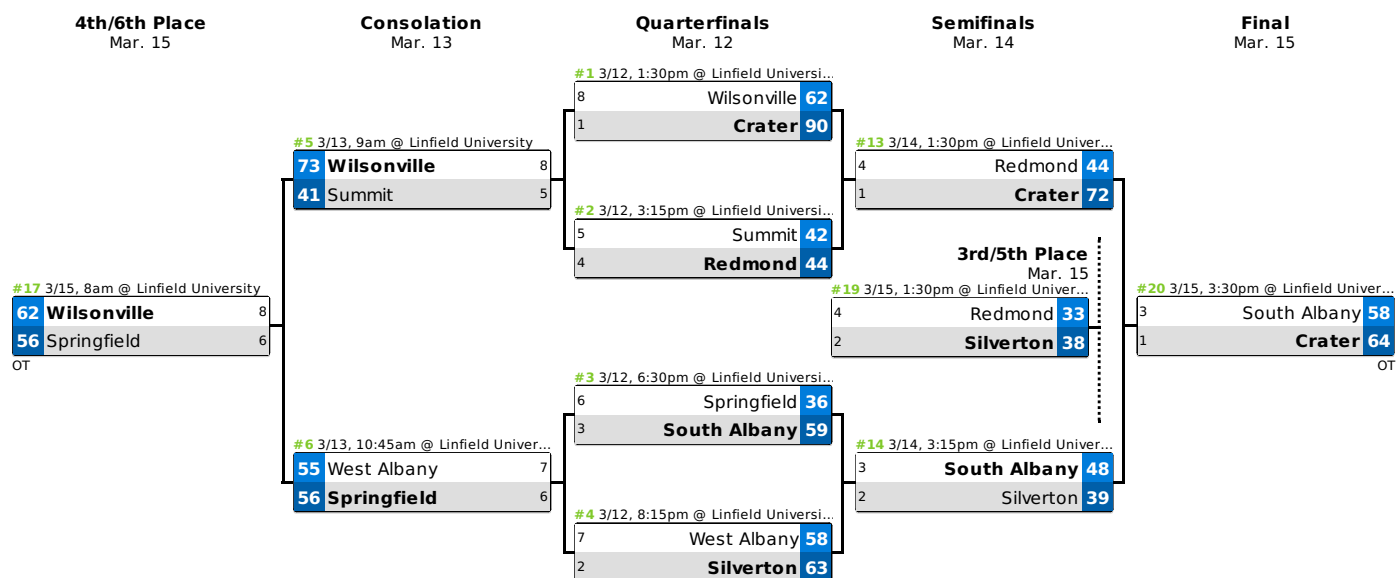 4th/6th Place
Mar. 15
Consolation
Mar. 13
Quarterfinals
Mar. 12
Semifinals
Mar. 14
Final
Mar. 15
#17 3/15, 8am @ Linfield University
62 Wilsonville 8
56 Springfield 6
OT
#5 3/13, 9am @ Linfield University
73 Wilsonville 8
41 Summit 5
#6 3/13, 10:45am @ Linfield Univer...
55 West Albany 7
56 Springfield 6
#1 3/12, 1:30pm @ Linfield Universi...
8 Wilsonville 62
1 Crater 90
#2 3/12, 3:15pm @ Linfield Universi...
5 Summit 42
4 Redmond 44
#3 3/12, 6:30pm @ Linfield Universi...
6 Springfield 36
3 South Albany 59
#4 3/12, 8:15pm @ Linfield Universi...
7 West Albany 58
2 Silverton 63
#13 3/14, 1:30pm @ Linfield Univer...
4 Redmond 44
1 Crater 72
3rd/5th Place
Mar. 15
#19 3/15, 1:30pm @ Linfield Univer...
4 Redmond 33
2 Silverton 38
#14 3/14, 3:15pm @ Linfield Univer...
3 South Albany 48
2 Silverton 39
#20 3/15, 3:30pm @ Linfield Univer...
3 South Albany 58
1 Crater 64
OT